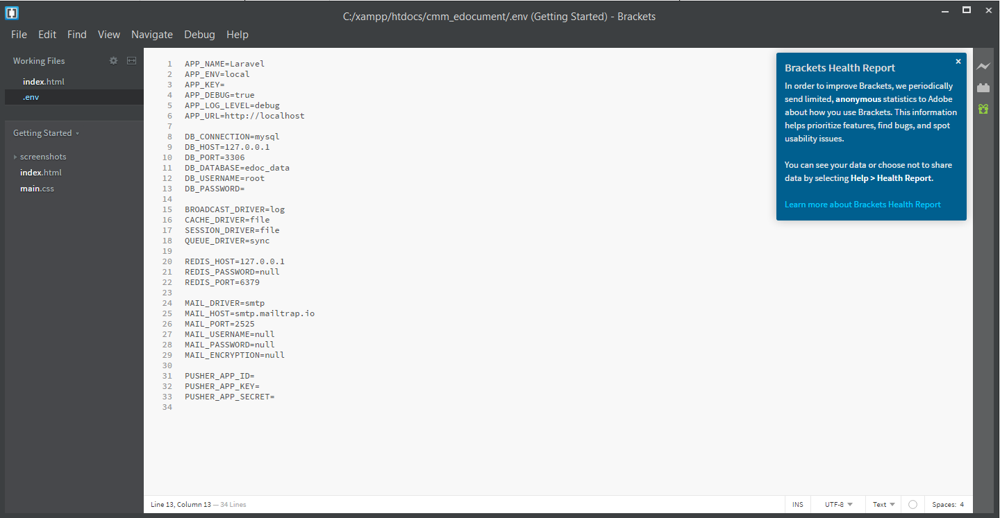 C:/xampp/htdocs/cmm_edocument/.env (Getting Started) - Brackets
File Edit Find View Navigate Debug Help
Working Files
index.html
.env
Getting Started
screenshots
index.html
main.css
1 APP_NAME=Laravel
2 APP_ENV=local
3 APP_KEY=
4 APP_DEBUG=true
5 APP_LOG_LEVEL=debug
6 APP_URL=http://localhost
7
8 DB_CONNECTION=mysql
9 DB_HOST=127.0.0.1
10 DB_PORT=3306
11 DB_DATABASE=edoc_data
12 DB_USERNAME=root
13 DB_PASSWORD=
14
15 BROADCAST_DRIVER=log
16 CACHE_DRIVER=file
17 SESSION_DRIVER=file
18 QUEUE_DRIVER=sync
19
20 REDIS_HOST=127.0.0.1
21 REDIS_PASSWORD=null
22 REDIS_PORT=6379
23
24 MAIL_DRIVER=smtp
25 MAIL_HOST=smtp.mailtrap.io
26 MAIL_PORT=2525
27 MAIL_USERNAME=null
28 MAIL_PASSWORD=null
29 MAIL_ENCRYPTION=null
30
31 PUSHER_APP_ID=
32 PUSHER_APP_KEY=
33 PUSHER_APP_SECRET=
34
Brackets Health Report
In order to improve Brackets, we periodically
send limited, anonymous statistics to Adobe
about how you use Brackets. This information
helps prioritize features, find bugs, and spot
usability issues.
You can see your data or choose not to share
data by selecting Help > Health Report.
Learn more about Brackets Health Report
Line 13, Column 13 — 34 Lines
INS UTF-8 Text Spaces: 4